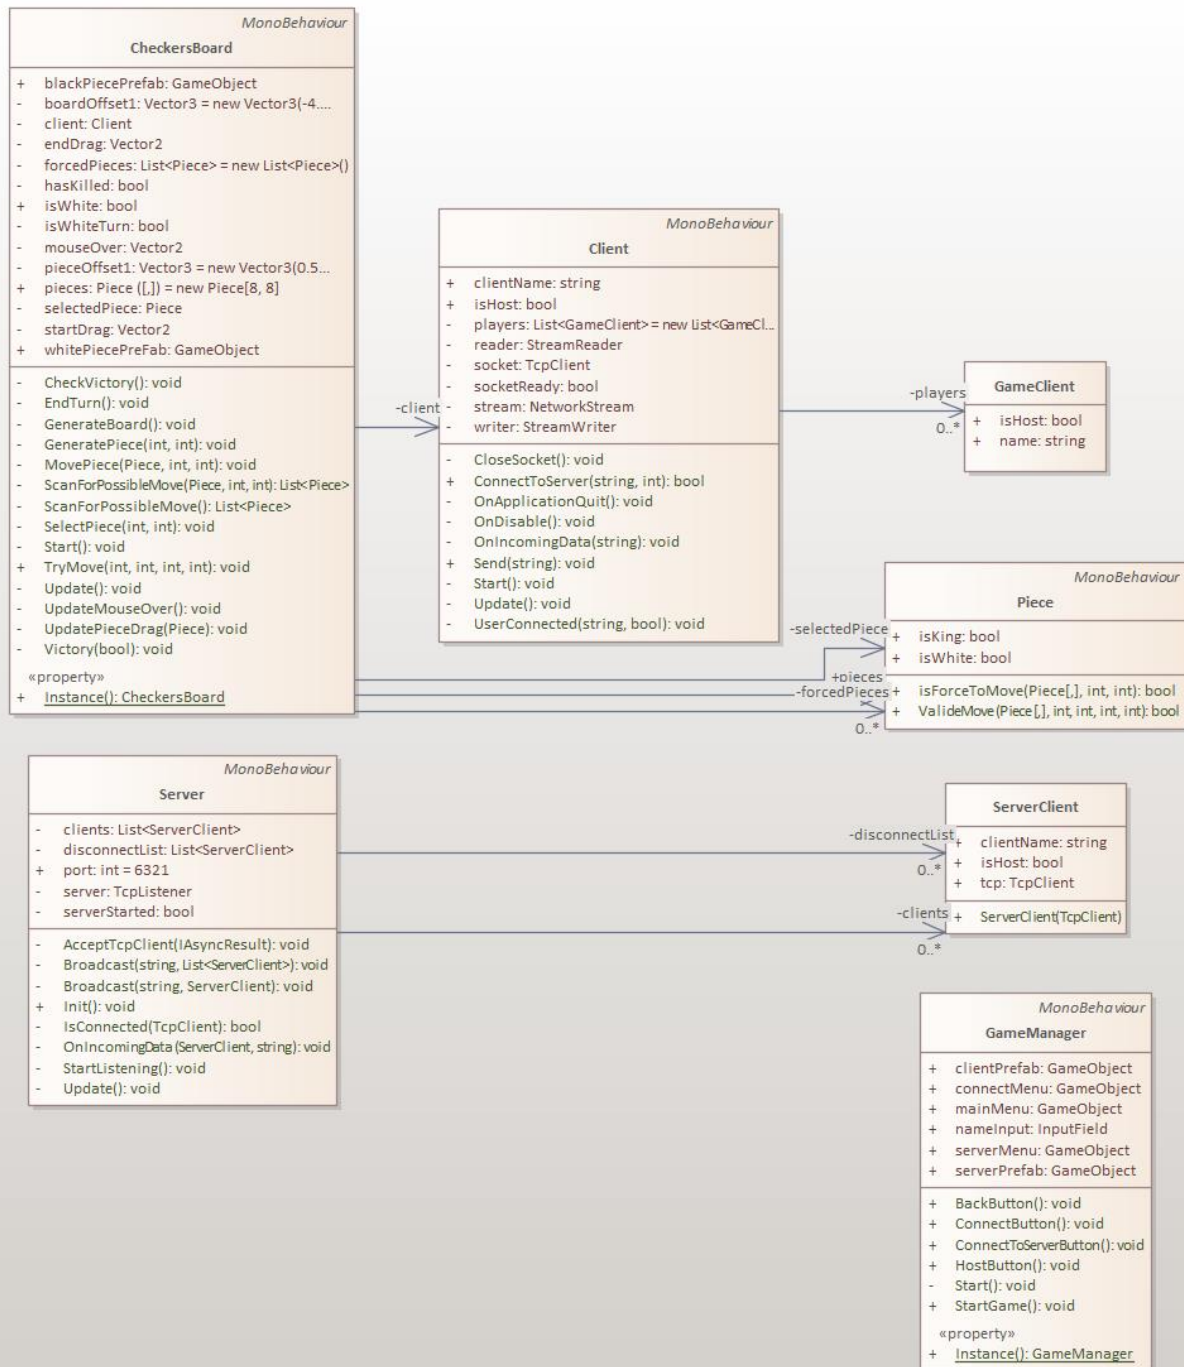 MonoBehaviour
CheckersBoard
+ blackPiecePrefab: GameObject
- boardOffset1: Vector3 = new Vector3(-4....
- client: Client
- endDrag: Vector2
- forcedPieces: List<Piece> = new List<Piece>()
- hasKilled: bool
+ isWhite: bool
- isWhiteTurn: bool
- mouseOver: Vector2
- pieceOffset1: Vector3 = new Vector3(0.5...
+ pieces: Piece ([,]) = new Piece[8, 8]
- selectedPiece: Piece
- startDrag: Vector2
+ whitePiecePreFab: GameObject
- CheckVictory(): void
- EndTurn(): void
- GenerateBoard(): void
- GeneratePiece(int, int): void
- MovePiece(Piece, int, int): void
- ScanForPossibleMove(Piece, int, int): List<Piece>
- ScanForPossibleMove(): List<Piece>
- SelectPiece(int, int): void
- Start(): void
+ TryMove(int, int, int, int): void
- Update(): void
- UpdateMouseOver(): void
- UpdatePieceDrag(Piece): void
- Victory(bool): void
«property»
+ Instance(): CheckersBoard
-client
MonoBehaviour
Client
+ clientName: string
+ isHost: bool
- players: List<GameClient> = new List<GameCl...
- reader: StreamReader
- socket: TcpClient
- socketReady: bool
- stream: NetworkStream
- writer: StreamWriter
- CloseSocket(): void
+ ConnectToServer(string, int): bool
- OnApplicationQuit(): void
- OnDisable(): void
- OnIncomingData(string): void
+ Send(string): void
- Start(): void
- Update(): void
- UserConnected(string, bool): void
-players
0..*
GameClient
+ isHost: bool
+ name: string
-selectedPiece
+pieces
-forcedPieces
0..*
MonoBehaviour
Piece
+ isKing: bool
+ isWhite: bool
+ isForceToMove(Piece[,], int, int): bool
+ ValideMove(Piece[,], int, int, int, int): bool
MonoBehaviour
Server
- clients: List<ServerClient>
- disconnectList: List<ServerClient>
+ port: int = 6321
- server: TcpListener
- serverStarted: bool
- AcceptTcpClient(IAsyncResult): void
- Broadcast(string, List<ServerClient>): void
- Broadcast(string, ServerClient): void
+ Init(): void
- IsConnected(TcpClient): bool
- OnIncomingData(ServerClient, string): void
- StartListening(): void
- Update(): void
-disconnectList
0..*
-clients
0..*
ServerClient
+ clientName: string
+ isHost: bool
+ tcp: TcpClient
+ ServerClient(TcpClient)
MonoBehaviour
GameManager
+ clientPrefab: GameObject
+ connectMenu: GameObject
+ mainMenu: GameObject
+ nameInput: InputField
+ serverMenu: GameObject
+ serverPrefab: GameObject
+ BackButton(): void
+ ConnectButton(): void
+ ConnectToServerButton(): void
+ HostButton(): void
- Start(): void
+ StartGame(): void
«property»
+ Instance(): GameManager